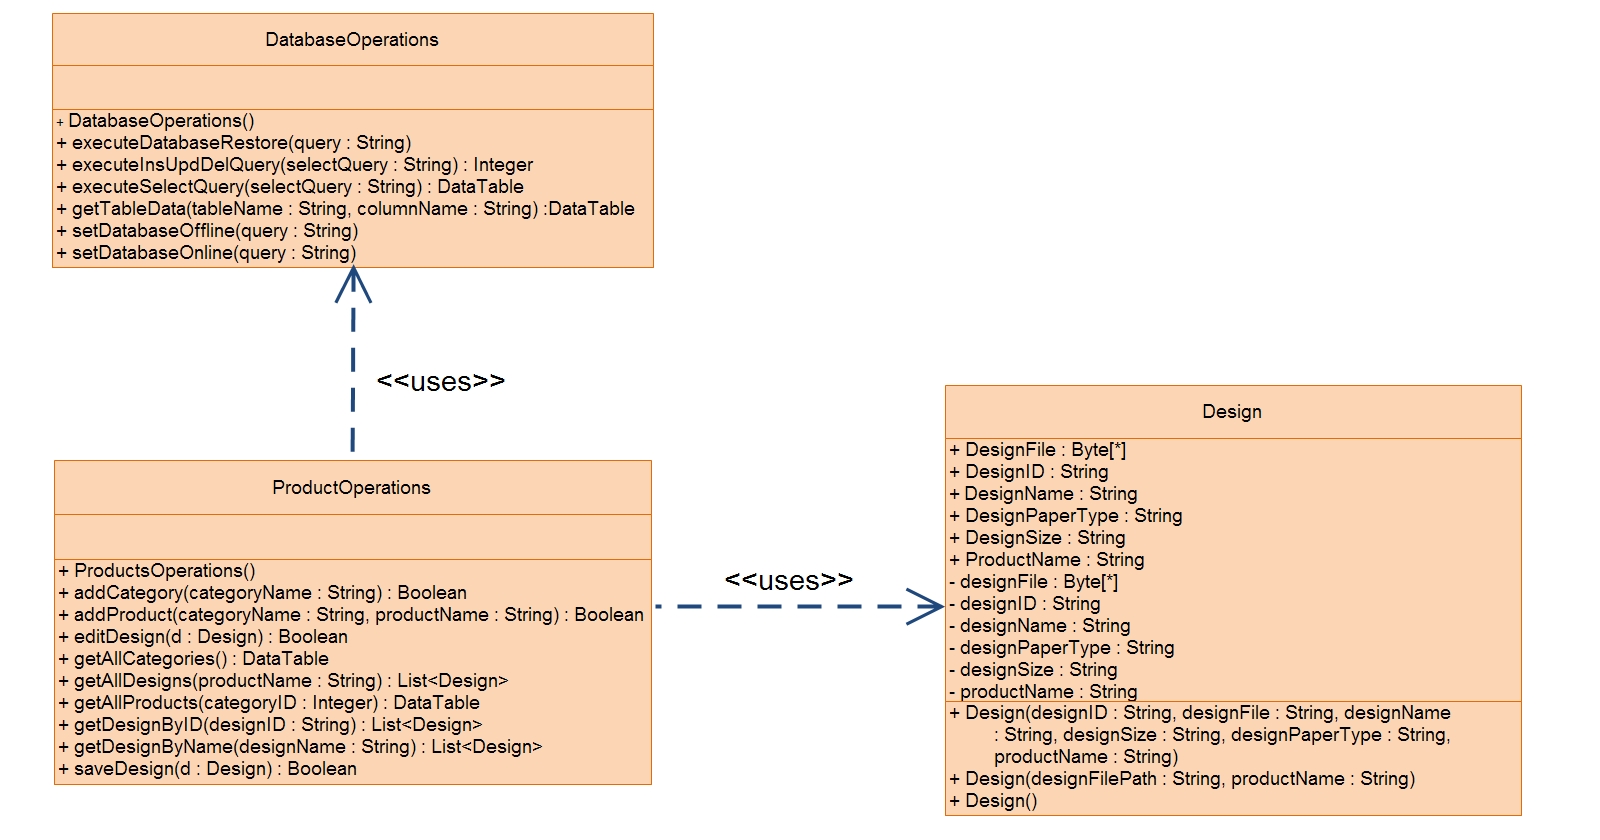 DatabaseOperations
+ DatabaseOperations()
+ executeDatabaseRestore(query : String)
+ executeInsUpdDelQuery(selectQuery : String) : Integer
+ executeSelectQuery(selectQuery : String) : DataTable
+ getTableData(tableName : String, columnName : String) :DataTable
+ setDatabaseOffline(query : String)
+ setDatabaseOnline(query : String)
<<uses>>
ProductOperations
+ ProductsOperations()
+ addCategory(categoryName : String) : Boolean
+ addProduct(categoryName : String, productName : String) : Boolean
+ editDesign(d : Design) : Boolean
+ getAllCategories() : DataTable
+ getAllDesigns(productName : String) : List<Design>
+ getAllProducts(categoryID : Integer) : DataTable
+ getDesignByID(designID : String) : List<Design>
+ getDesignByName(designName : String) : List<Design>
+ saveDesign(d : Design) : Boolean
<<uses>>
Design
+ DesignFile : Byte[*]
+ DesignID : String
+ DesignName : String
+ DesignPaperType : String
+ DesignSize : String
+ ProductName : String
- designFile : Byte[*]
- designID : String
- designName : String
- designPaperType : String
- designSize : String
- productName : String
+ Design(designID : String, designFile : String, designName
: String, designSize : String, designPaperType : String,
productName : String)
+ Design(designFilePath : String, productName : String)
+ Design()